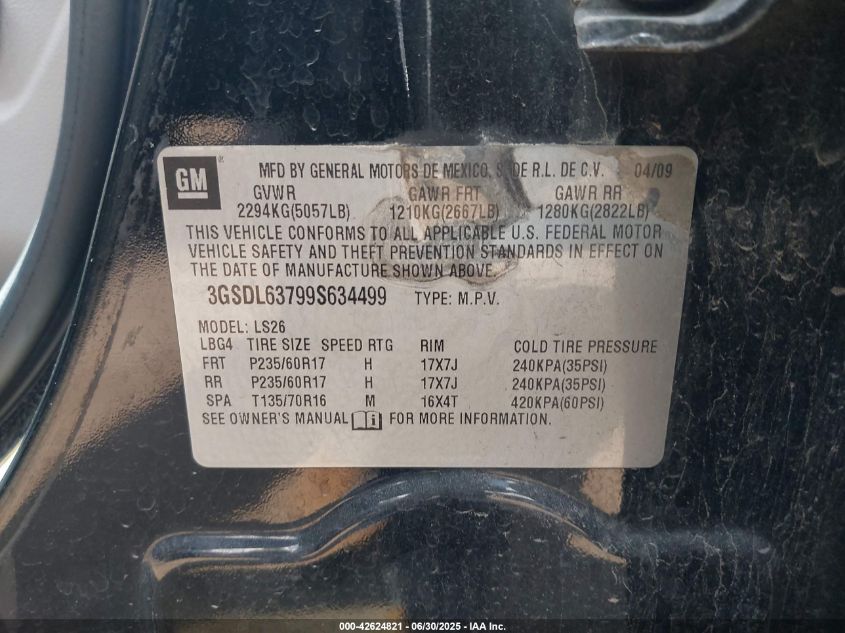 GM ® MFD BY GENERAL MOTORS DE MEXICO, S. DE R.L. DE C.V. 04/09
GVWR GAWR FRT GAWR RR
2294KG(5057LB) 1210KG(2667LB) 1280KG(2822LB)
THIS VEHICLE CONFORMS TO ALL APPLICABLE U.S. FEDERAL MOTOR
VEHICLE SAFETY AND THEFT PREVENTION STANDARDS IN EFFECT ON
THE DATE OF MANUFACTURE SHOWN ABOVE.
3GSDL63799S634499 TYPE: M.P.V.
MODEL: LS26
LBG4 TIRE SIZE SPEED RTG RIM COLD TIRE PRESSURE
FRT P235/60R17 H 17X7J 240KPA(35PSI)
RR P235/60R17 H 17X7J 240KPA(35PSI)
SPA T135/70R16 M 16X4T 420KPA(60PSI)
SEE OWNER'S MANUAL i FOR MORE INFORMATION.
000-42624821 - 06/30/2025 - IAA Inc.